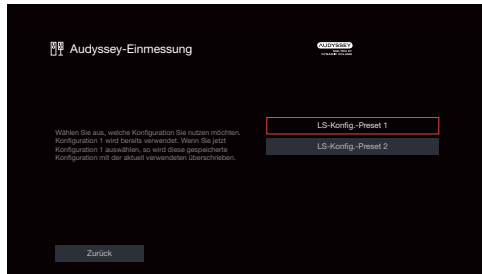 Audyssey-Einmessung
AUDYSSEY
LS-Konfig.-Preset 1
Wählen Sie aus, welche Konfiguration Sie nutzen möchten.
Konfiguration 1 wird bereits verwendet. Wenn Sie jetzt
Konfiguration 1 auswählen, so wird diese gespeicherte
Konfiguration mit der aktuell verwendeten überschrieben.
LS-Konfig.-Preset 2
Zurück